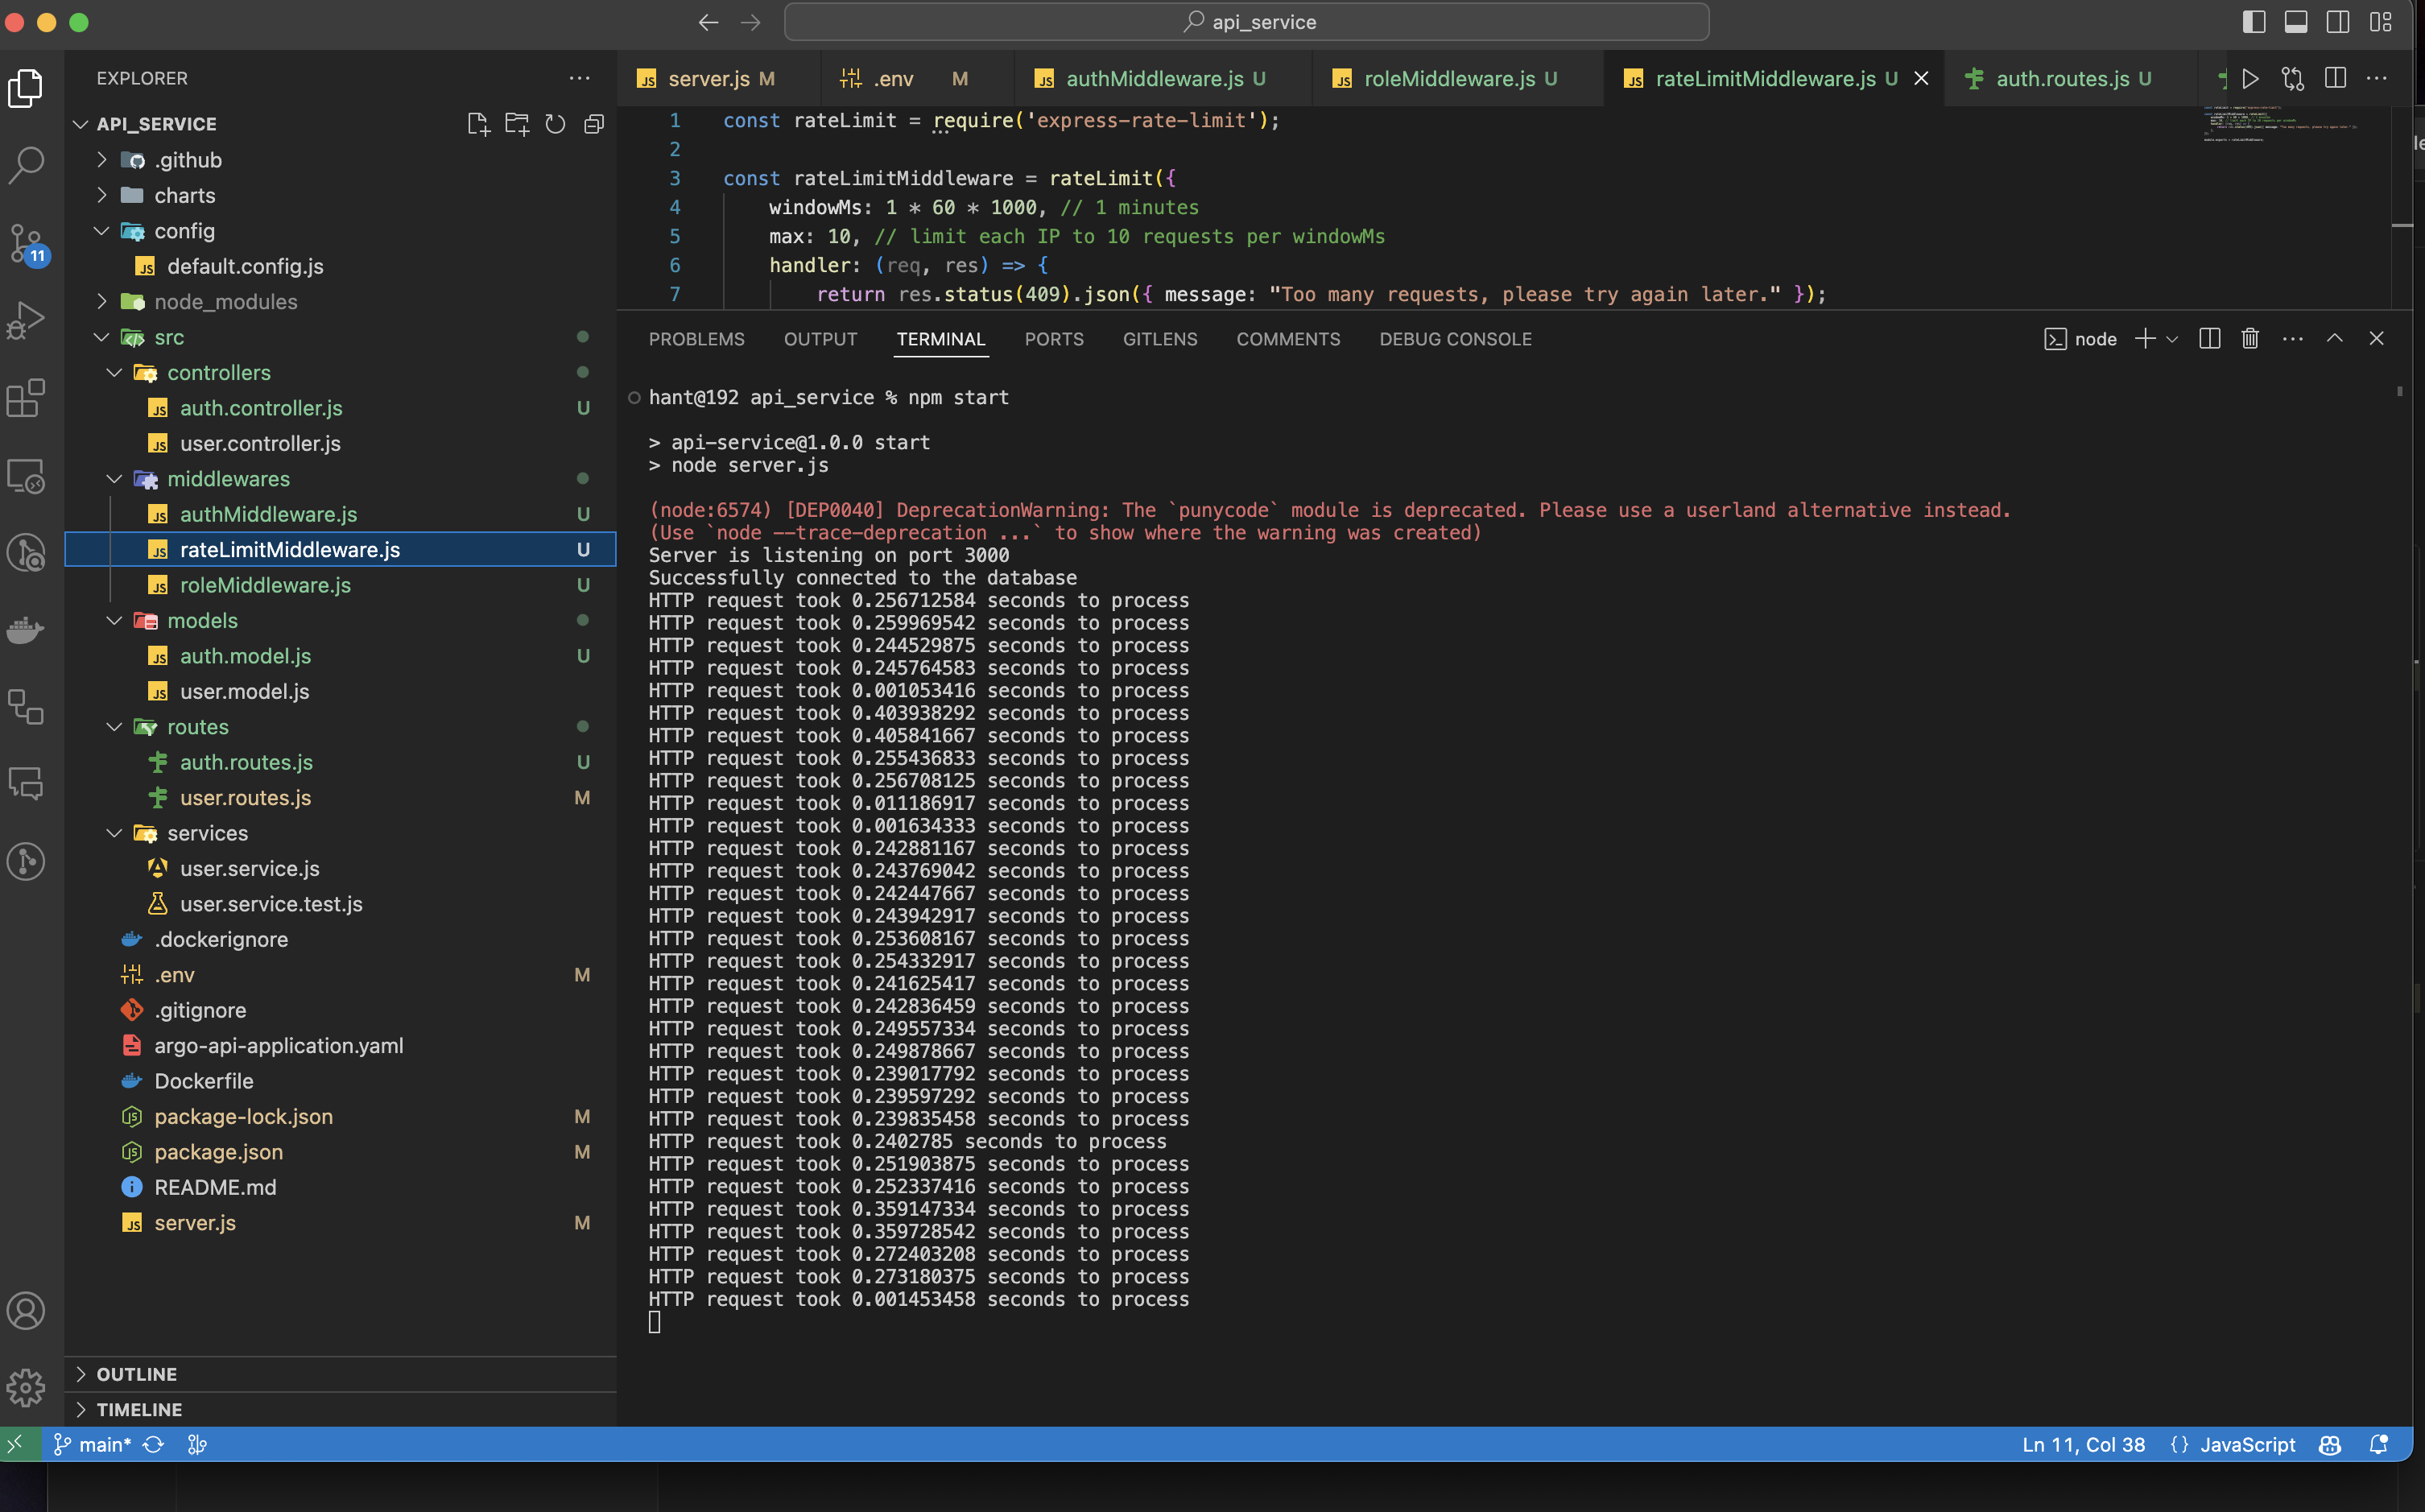 api_service
EXPLORER
server.js M
.env M
authMiddleware.js U
roleMiddleware.js U
rateLimitMiddleware.js U
auth.routes.js U
API_SERVICE
.github
charts
config
default.config.js
node_modules
src
controllers
auth.controller.js U
user.controller.js
middlewares
authMiddleware.js U
rateLimitMiddleware.js U
roleMiddleware.js U
models
auth.model.js U
user.model.js
routes
auth.routes.js U
user.routes.js M
services
user.service.js
user.service.test.js
.dockerignore
.env M
.gitignore
argo-api-application.yaml
Dockerfile
package-lock.json M
package.json M
README.md
server.js M
OUTLINE
TIMELINE
11
1 const rateLimit = require('express-rate-limit');
2
3 const rateLimitMiddleware = rateLimit({
4 windowMs: 1 * 60 * 1000, // 1 minutes
5 max: 10, // limit each IP to 10 requests per windowMs
6 handler: (req, res) => {
7 return res.status(409).json({ message: "Too many requests, please try again later." });
PROBLEMS OUTPUT TERMINAL PORTS GITLENS COMMENTS DEBUG CONSOLE
node
hant@192 api_service % npm start
> api-service@1.0.0 start
> node server.js
(node:6574) [DEP0040] DeprecationWarning: The `punycode` module is deprecated. Please use a userland alternative instead.
(Use `node --trace-deprecation ...` to show where the warning was created)
Server is listening on port 3000
Successfully connected to the database
HTTP request took 0.256712584 seconds to process
HTTP request took 0.259969542 seconds to process
HTTP request took 0.244529875 seconds to process
HTTP request took 0.245764583 seconds to process
HTTP request took 0.001053416 seconds to process
HTTP request took 0.403938292 seconds to process
HTTP request took 0.405841667 seconds to process
HTTP request took 0.255436833 seconds to process
HTTP request took 0.256708125 seconds to process
HTTP request took 0.011186917 seconds to process
HTTP request took 0.001634333 seconds to process
HTTP request took 0.242881167 seconds to process
HTTP request took 0.243769042 seconds to process
HTTP request took 0.242447667 seconds to process
HTTP request took 0.243942917 seconds to process
HTTP request took 0.253608167 seconds to process
HTTP request took 0.254332917 seconds to process
HTTP request took 0.241625417 seconds to process
HTTP request took 0.242836459 seconds to process
HTTP request took 0.249557334 seconds to process
HTTP request took 0.249878667 seconds to process
HTTP request took 0.239017792 seconds to process
HTTP request took 0.239597292 seconds to process
HTTP request took 0.239835458 seconds to process
HTTP request took 0.2402785 seconds to process
HTTP request took 0.251903875 seconds to process
HTTP request took 0.252337416 seconds to process
HTTP request took 0.359147334 seconds to process
HTTP request took 0.359728542 seconds to process
HTTP request took 0.272403208 seconds to process
HTTP request took 0.273180375 seconds to process
HTTP request took 0.001453458 seconds to process
main*
Ln 11, Col 38
{} JavaScript